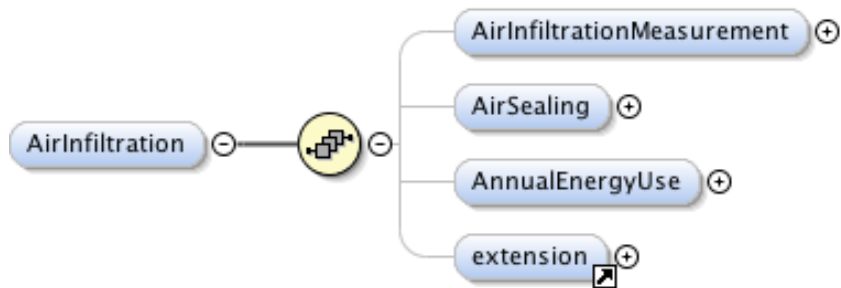 AirInfiltrationMeasurement
AirSealing
AirInfiltration
AnnualEnergyUse
extension